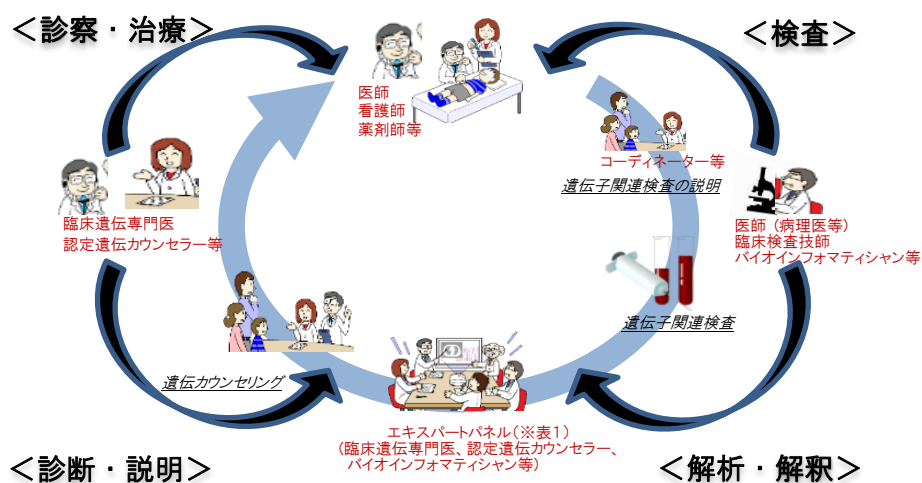 ＜診察・治療＞
＜検査＞
医師
看護師
薬剤師等
コーディネーター等
遺伝子関連検査の説明
臨床遺伝専門医
認定遺伝カウンセラー等
医師（病理医等）
臨床検査技師
バイオインフォマティシャン等
遺伝子関連検査
遺伝カウンセリング
エキスパートパネル（※表１）
（臨床遺伝専門医、認定遺伝カウンセラー、
バイオインフォマティシャン等）
＜診断・説明＞
＜解析・解釈＞